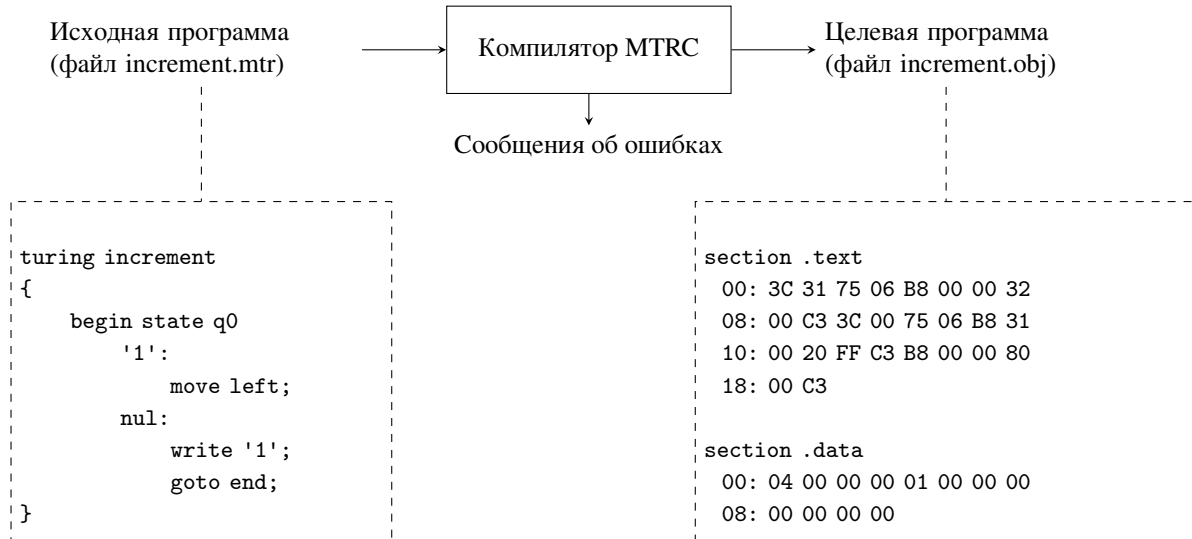 Исходная программа
(файл increment.mtr)
Компилятор MTRC
Целевая программа
(файл increment.obj)
Сообщения об ошибках
turing increment
{
    begin state q0
        '1':
            move left;
        nul:
            write '1';
            goto end;
}
section .text
 00: 3C 31 75 06 B8 00 00 32
 08: 00 C3 3C 00 75 06 B8 31
 10: 00 20 FF C3 B8 00 00 80
 18: 00 C3
section .data
 00: 04 00 00 00 01 00 00 00
 08: 00 00 00 00